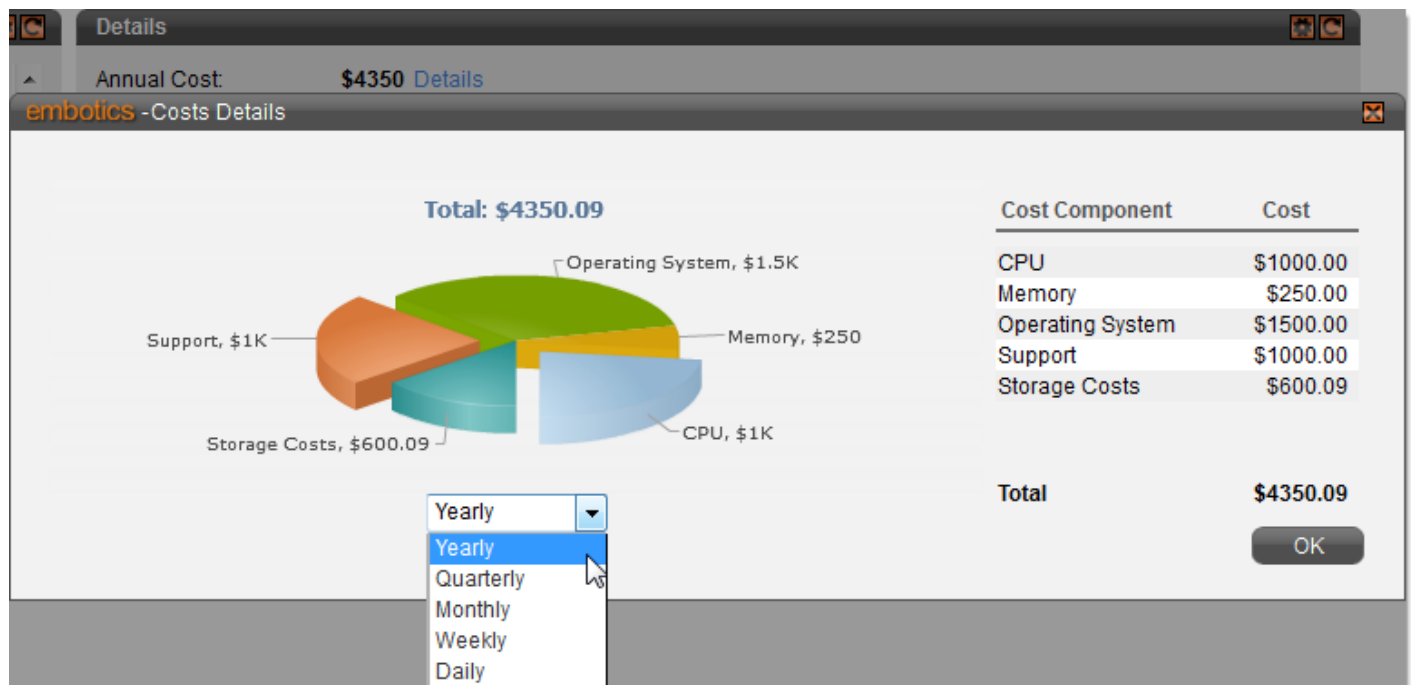 Details
Annual Cost: $4350 Details
embotics -Costs Details
Total: $4350.09
Operating System, $1.5K
Support, $1K
Memory, $250
Storage Costs, $600.09
CPU, $1K
Yearly
Yearly
Quarterly
Monthly
Weekly
Daily
Cost Component Cost
CPU $1000.00
Memory $250.00
Operating System $1500.00
Support $1000.00
Storage Costs $600.09
Total $4350.09
OK